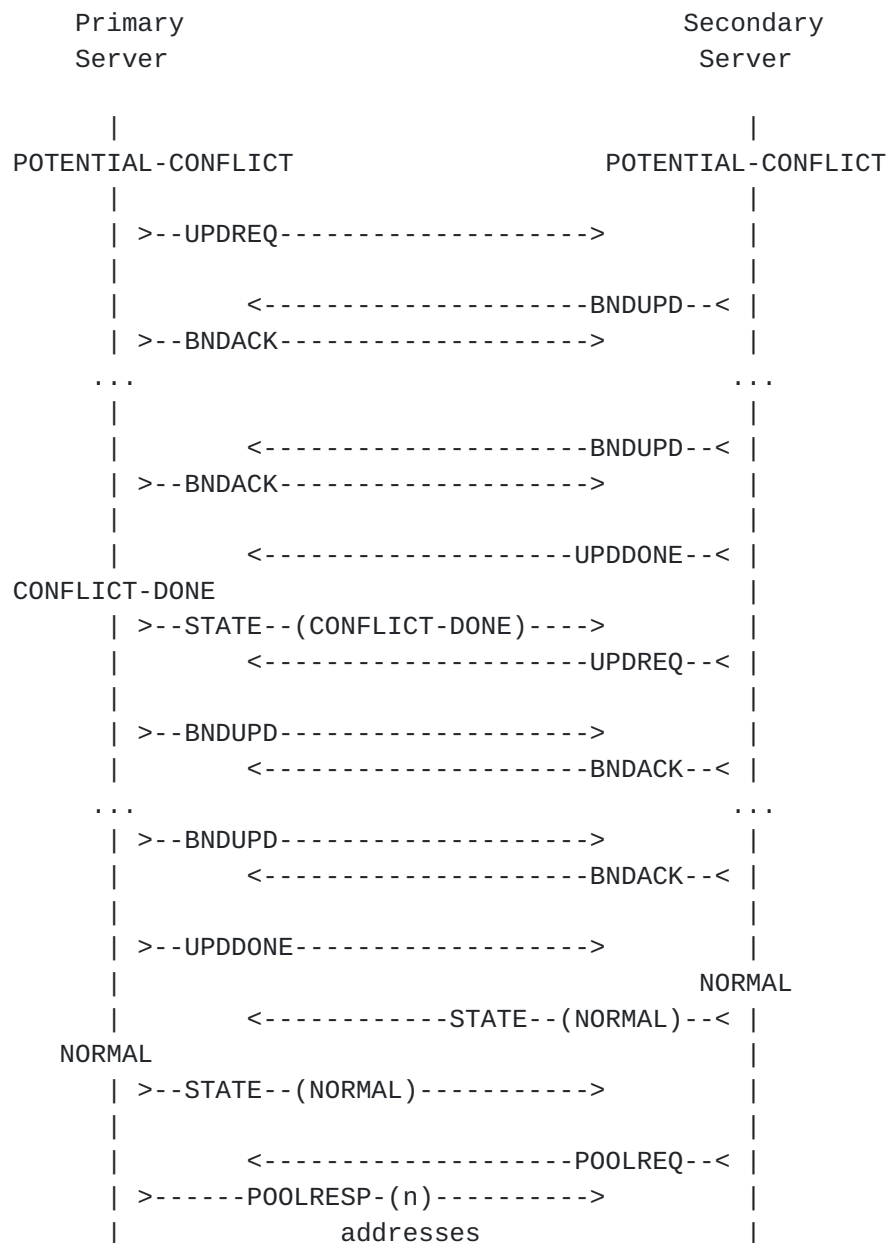 Primary                                Secondary
Server                                  Server
|                                         |
POTENTIAL-CONFLICT                    POTENTIAL-CONFLICT
|                                         |
| >--UPDREQ-------------------->         |
|                                         |
|        <---------------------BNDUPD--< |
| >--BNDACK-------------------->         |
...                                       ...
|                                         |
|        <---------------------BNDUPD--< |
| >--BNDACK-------------------->         |
|                                         |
|        <--------------------UPDDONE--< |
CONFLICT-DONE                             |
| >--STATE--(CONFLICT-DONE)---->         |
|        <---------------------UPDREQ--< |
|                                         |
| >--BNDUPD-------------------->         |
|        <---------------------BNDACK--< |
...                                       ...
| >--BNDUPD-------------------->         |
|        <---------------------BNDACK--< |
|                                         |
| >--UPDDONE------------------->         |
|                                      NORMAL
|        <------------STATE--(NORMAL)--< |
NORMAL                                    |
| >--STATE--(NORMAL)----------->         |
|                                         |
|        <--------------------POOLREQ--< |
| >------POOLRESP-(n)---------->         |
|              addresses                  |